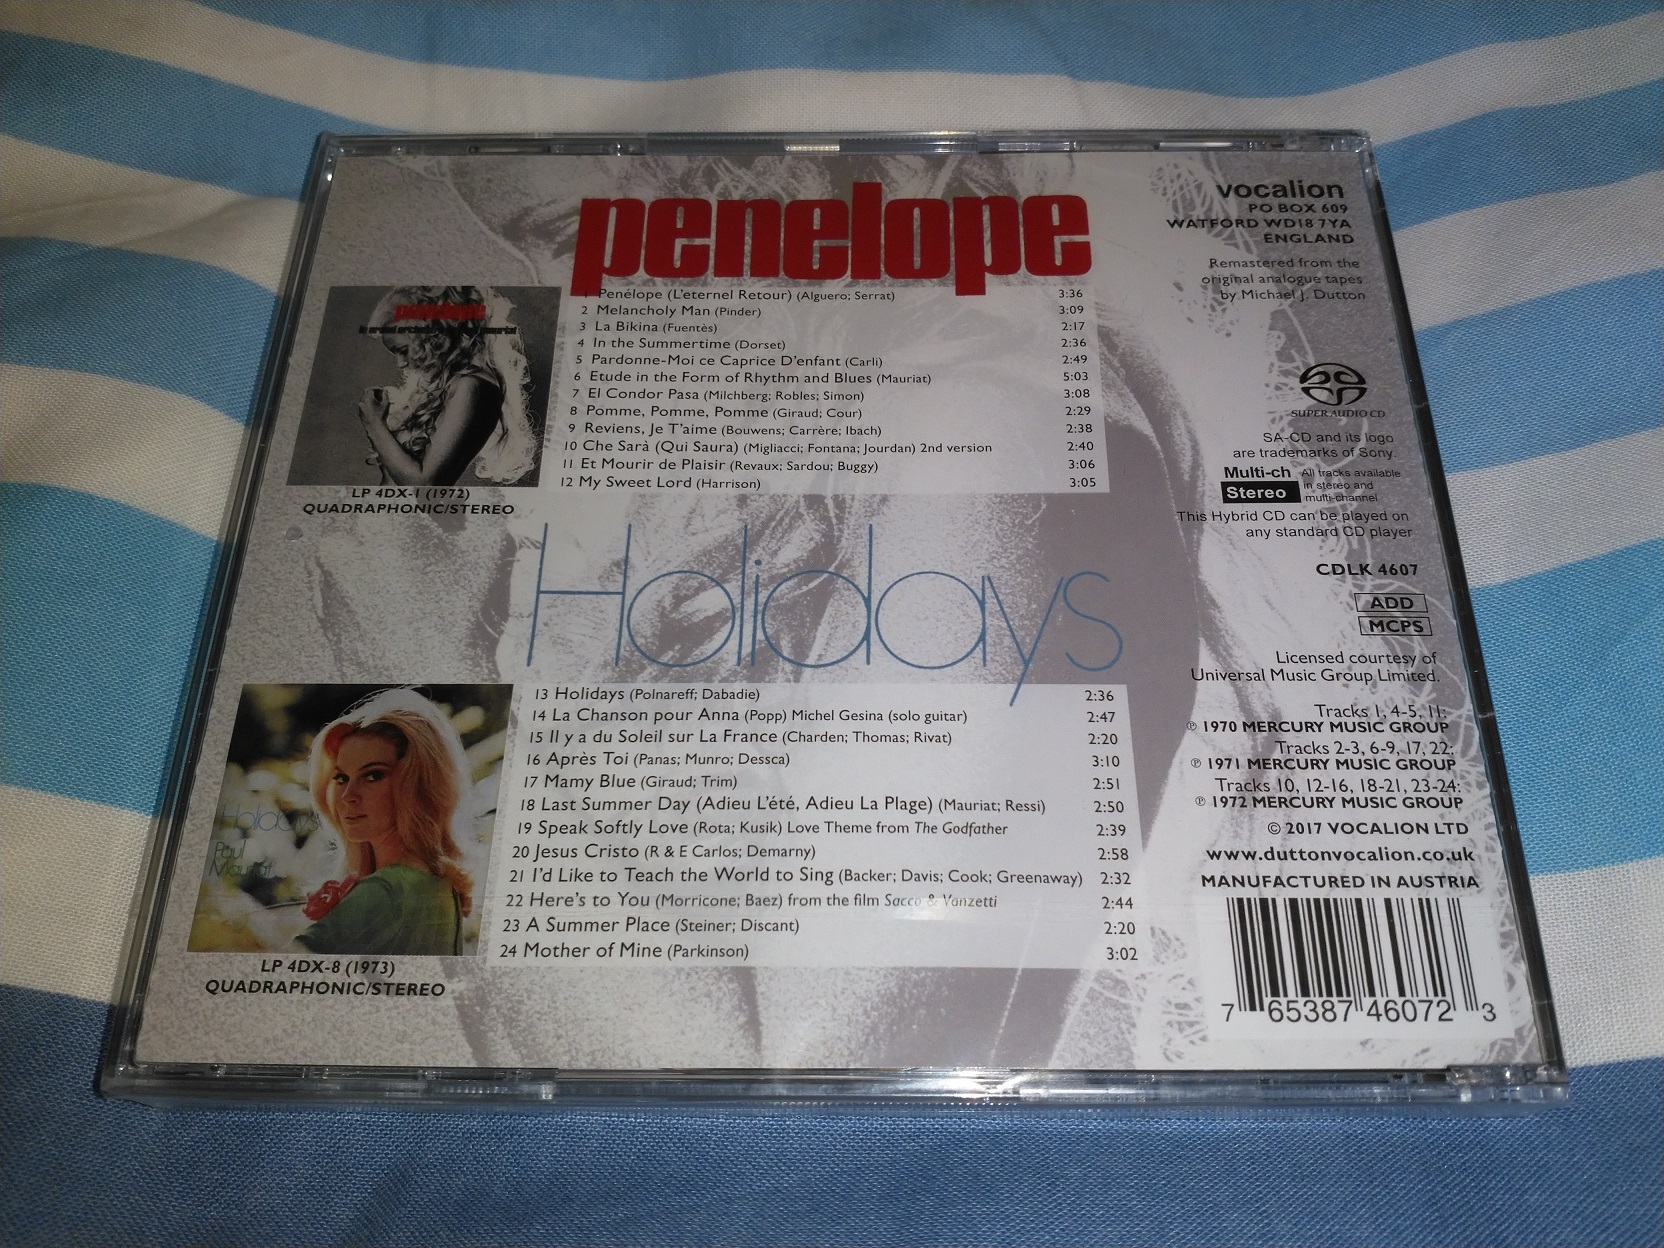 penelope
1 Penélope (L'eternel Retour) (Alguero; Serrat) 3:36
2 Melancholy Man (Pinder) 3:09
3 La Bikina (Fuentès) 2:17
4 In the Summertime (Dorset) 2:36
5 Pardonne-Moi ce Caprice D'enfant (Carli) 2:49
6 Etude in the Form of Rhythm and Blues (Mauriat) 5:03
7 El Condor Pasa (Milchberg; Robles; Simon) 3:08
8 Pomme, Pomme, Pomme (Giraud; Cour) 2:29
9 Reviens, Je T'aime (Bouwens; Carrère; Ibach) 2:38
10 Che Sarà (Qui Saura) (Migliacci; Fontana; Jourdan) 2nd version 2:40
11 Et Mourir de Plaisir (Revaux; Sardou; Buggy) 3:06
12 My Sweet Lord (Harrison) 3:05
penelope
LP 4DX-1 (1972)
QUADRAPHONIC/STEREO
Holidays
13 Holidays (Polnareff; Dabadie) 2:36
14 La Chanson pour Anna (Popp) Michel Gesina (solo guitar) 2:47
15 Il y a du Soleil sur La France (Charden; Thomas; Rivat) 2:20
16 Après Toi (Panas; Munro; Dessca) 3:10
17 Mamy Blue (Giraud; Trim) 2:51
18 Last Summer Day (Adieu L'été, Adieu La Plage) (Mauriat; Ressi) 2:50
19 Speak Softly Love (Rota; Kusik) Love Theme from The Godfather 2:39
20 Jesus Cristo (R & E Carlos; Demarny) 2:58
21 I'd Like to Teach the World to Sing (Backer; Davis; Cook; Greenaway) 2:32
22 Here's to You (Morricone; Baez) from the film Sacco & Vanzetti 2:44
23 A Summer Place (Steiner; Discant) 2:20
24 Mother of Mine (Parkinson) 3:02
Holidays
Paul
Mauriat
LP 4DX-8 (1973)
QUADRAPHONIC/STEREO
vocalion
PO BOX 609
WATFORD WD18 7YA
ENGLAND
Remastered from the
original analogue tapes
by Michael J. Dutton
SUPER AUDIO CD
SA-CD and its logo
are trademarks of Sony.
Multi-ch
Stereo
All tracks available
in stereo and
multi-channel
This Hybrid CD can be played on
any standard CD player
CDLK 4607
ADD
MCPS
Licensed courtesy of
Universal Music Group Limited.
Tracks 1, 4-5, 11:
℗ 1970 MERCURY MUSIC GROUP
Tracks 2-3, 6-9, 17, 22:
℗ 1971 MERCURY MUSIC GROUP
Tracks 10, 12-16, 18-21, 23-24:
℗ 1972 MERCURY MUSIC GROUP
© 2017 VOCALION LTD
www.duttonvocalion.co.uk
MANUFACTURED IN AUSTRIA
7 65387 46072 3